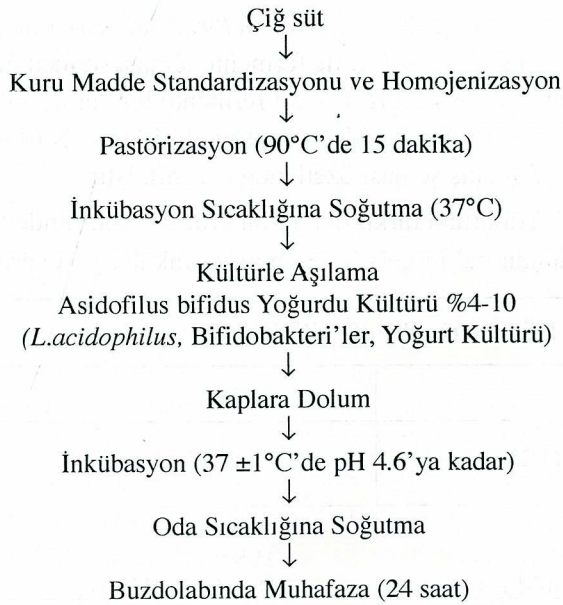 Çiğ süt
↓
Kuru Madde Standardizasyonu ve Homojenizasyon
↓
Pastörizasyon (90°C'de 15 dakika)
↓
İnkübasyon Sıcaklığına Soğutma (37°C)
↓
Kültürle Aşılama
Asidofilus bifidus Yoğurdu Kültürü %4-10
(L.acidophilus, Bifidobakteri'ler, Yoğurt Kültürü)
↓
Kaplara Dolum
↓
İnkübasyon (37 ±1°C'de pH 4.6'ya kadar)
↓
Oda Sıcaklığına Soğutma
↓
Buzdolabında Muhafaza (24 saat)